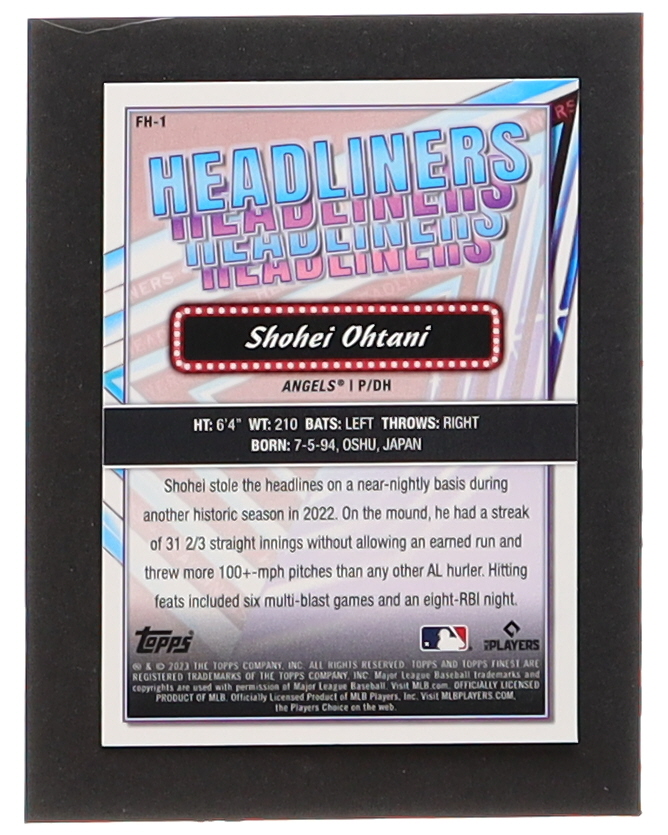 FH-1
HEADLINERS
HEADLINERS
HEADLINERS
HEADLINERS
Shohei Ohtani
ANGELS® | P/DH
HT: 6'4" WT: 210 BATS: LEFT THROWS: RIGHT
BORN: 7-5-94, OSHU, JAPAN
Shohei stole the headlines on a near-nightly basis during
another historic season in 2022. On the mound, he had a streak
of 31 2/3 straight innings without allowing an earned run and
threw more 100+-mph pitches than any other AL hurler. Hitting
feats included six multi-blast games and an eight-RBI night.
Topps®
PLAYERS
® & © 2023 THE TOPPS COMPANY, INC. ALL RIGHTS RESERVED. TOPPS AND TOPPS FINEST ARE
REGISTERED TRADEMARKS OF THE TOPPS COMPANY, INC. Major League Baseball trademarks and
copyrights are used with permission of Major League Baseball. Visit MLB.com. OFFICIALLY LICENSED
PRODUCT OF MLB Players, Inc. Visit MLBPLAYERS.COM,
the Players Choice on the web.